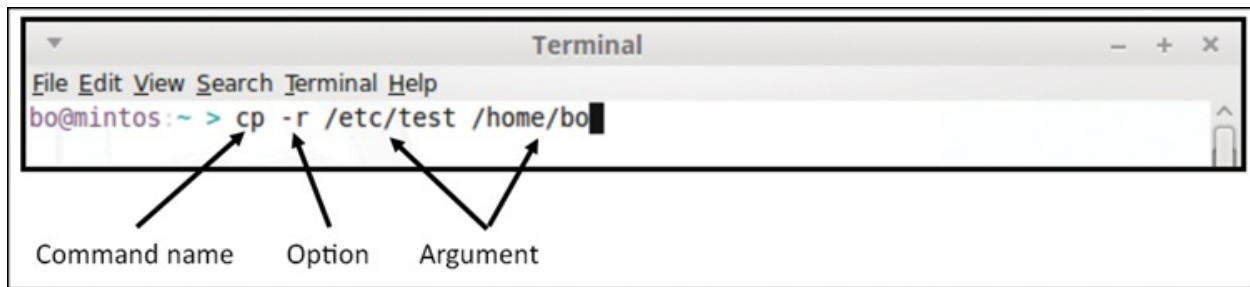 Terminal
File Edit View Search Terminal Help
bo@mintos:~ > cp -r /etc/test /home/bo
Command name Option Argument